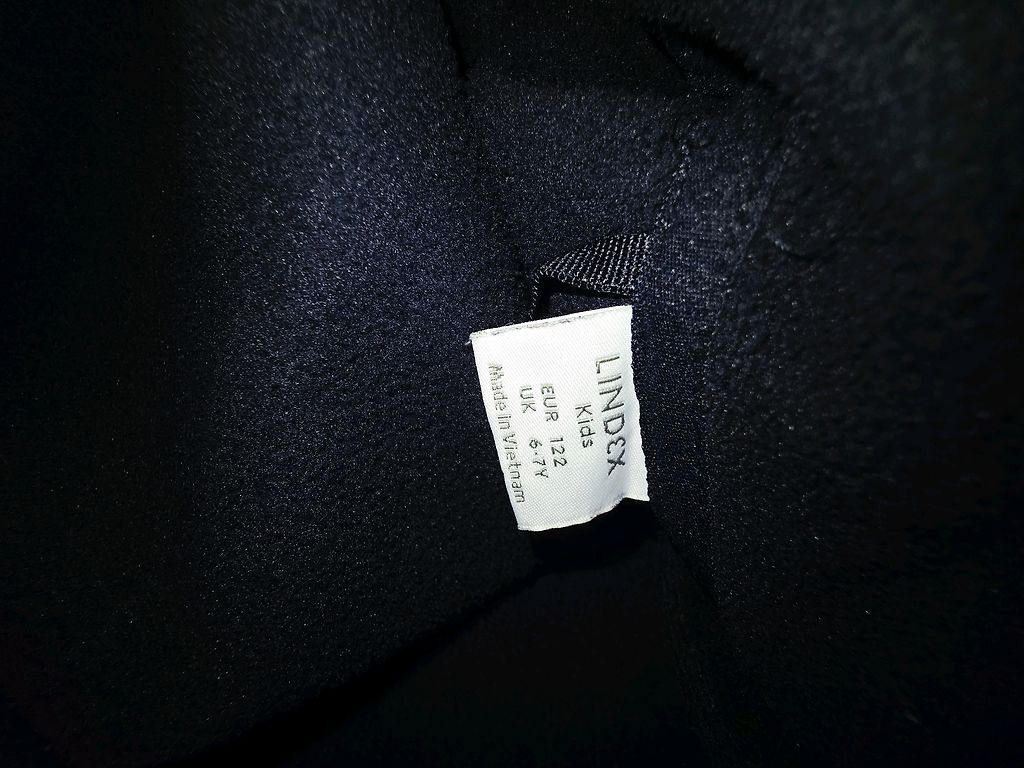 LINDEX
Kids
EUR 122
UK 6-7Y
Made in Vietnam